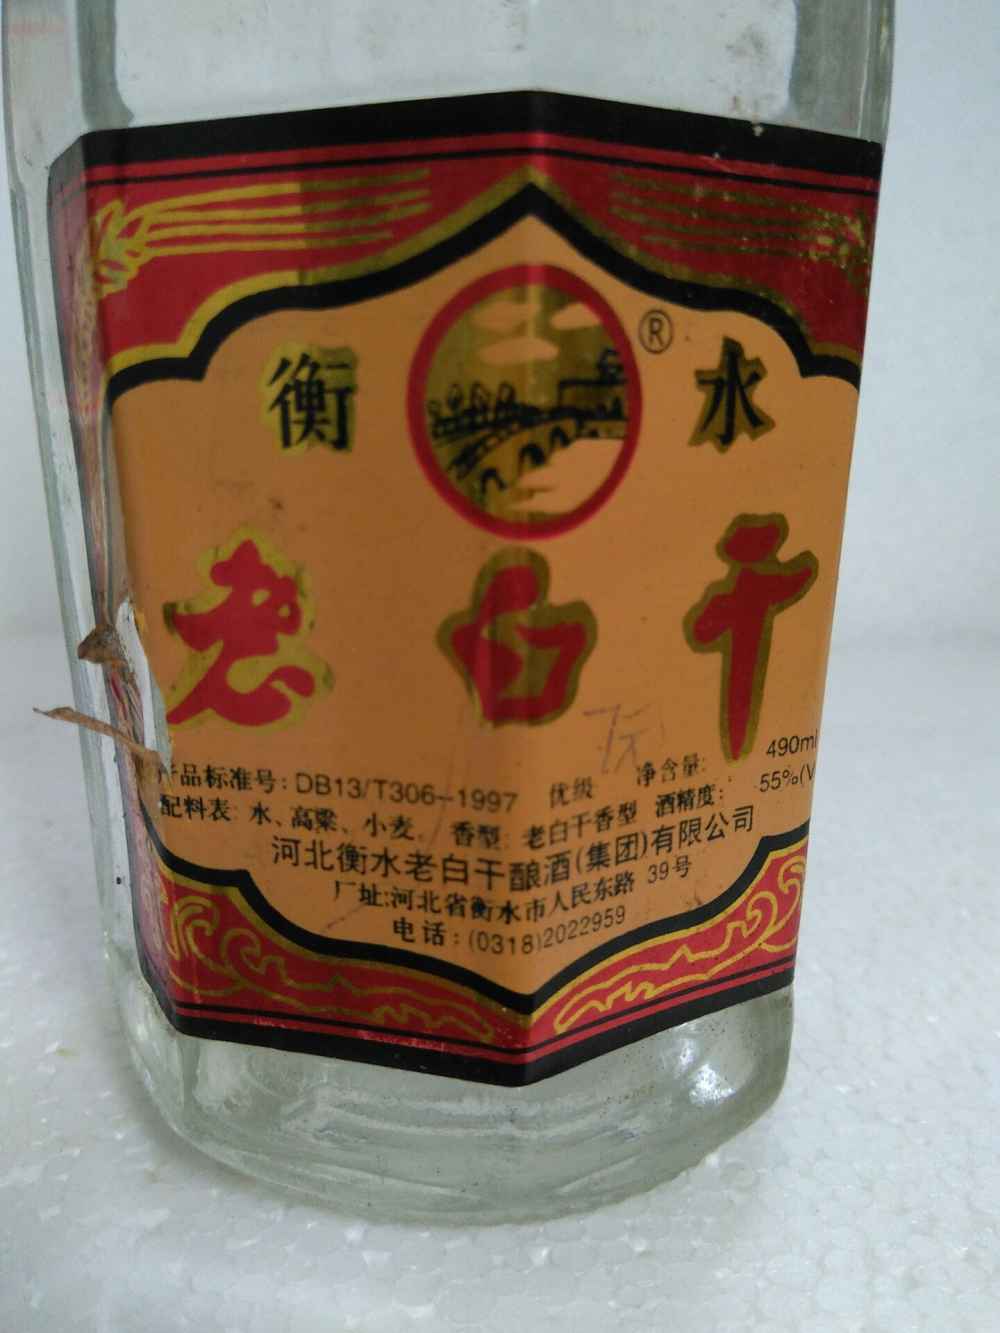 衡 ® 水
老白干
产品标准号: DB13/T306-1997 优级 净含量: 490ml
配料表: 水、高粱、小麦. 香型: 老白干香型 酒精度: 55%(V
河北衡水老白干酿酒(集团)有限公司
厂址:河北省衡水市人民东路 39号
电话: (0318)2022959